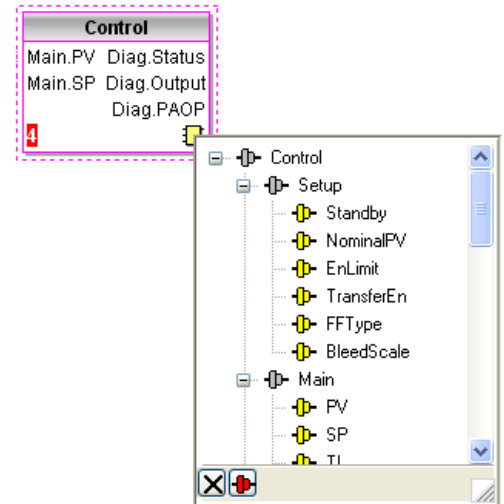 Control
Main.PV Diag.Status
Main.SP Diag.Output
Diag.PAOP
4
Control
Setup
Standby
NominalPV
EnLimit
TransferEn
FFType
BleedScale
Main
PV
SP